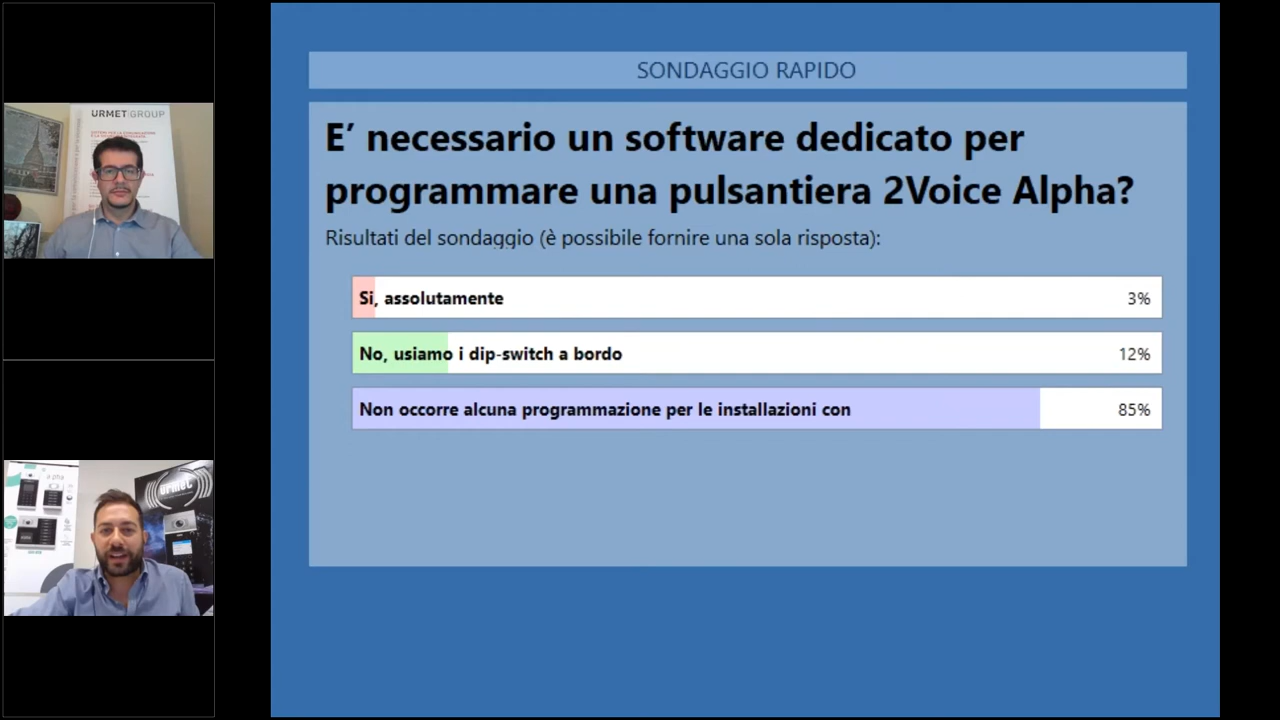 URMET GROUP
alpha
urmet
SONDAGGIO RAPIDO
E’ necessario un software dedicato per
programmare una pulsantiera 2Voice Alpha?
Risultati del sondaggio (è possibile fornire una sola risposta):
Si, assolutamente 3%
No, usiamo i dip-switch a bordo 12%
Non occorre alcuna programmazione per le installazioni con 85%